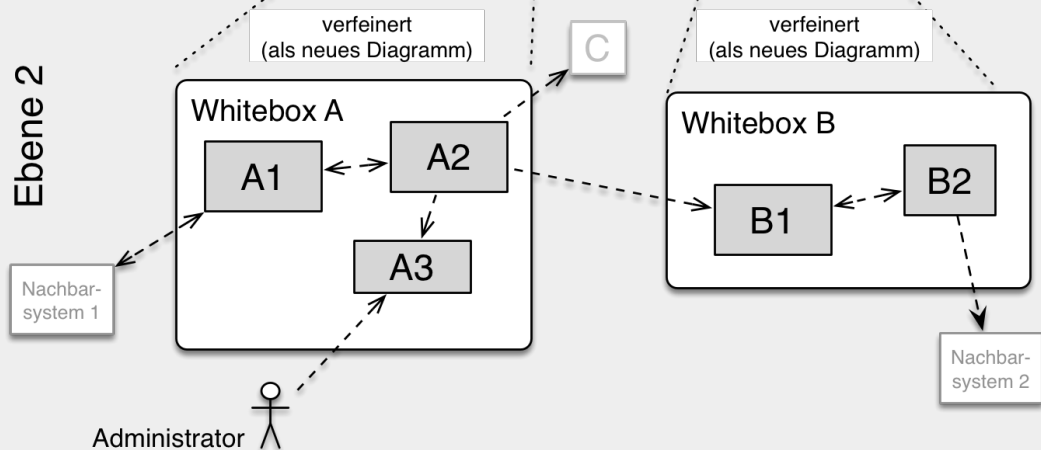 verfeinert
(als neues Diagramm)
verfeinert
(als neues Diagramm)
C
Ebene 2
Whitebox A
A1
A2
A3
Whitebox B
B1
B2
Nachbar-
system 1
Nachbar-
system 2
Administrator